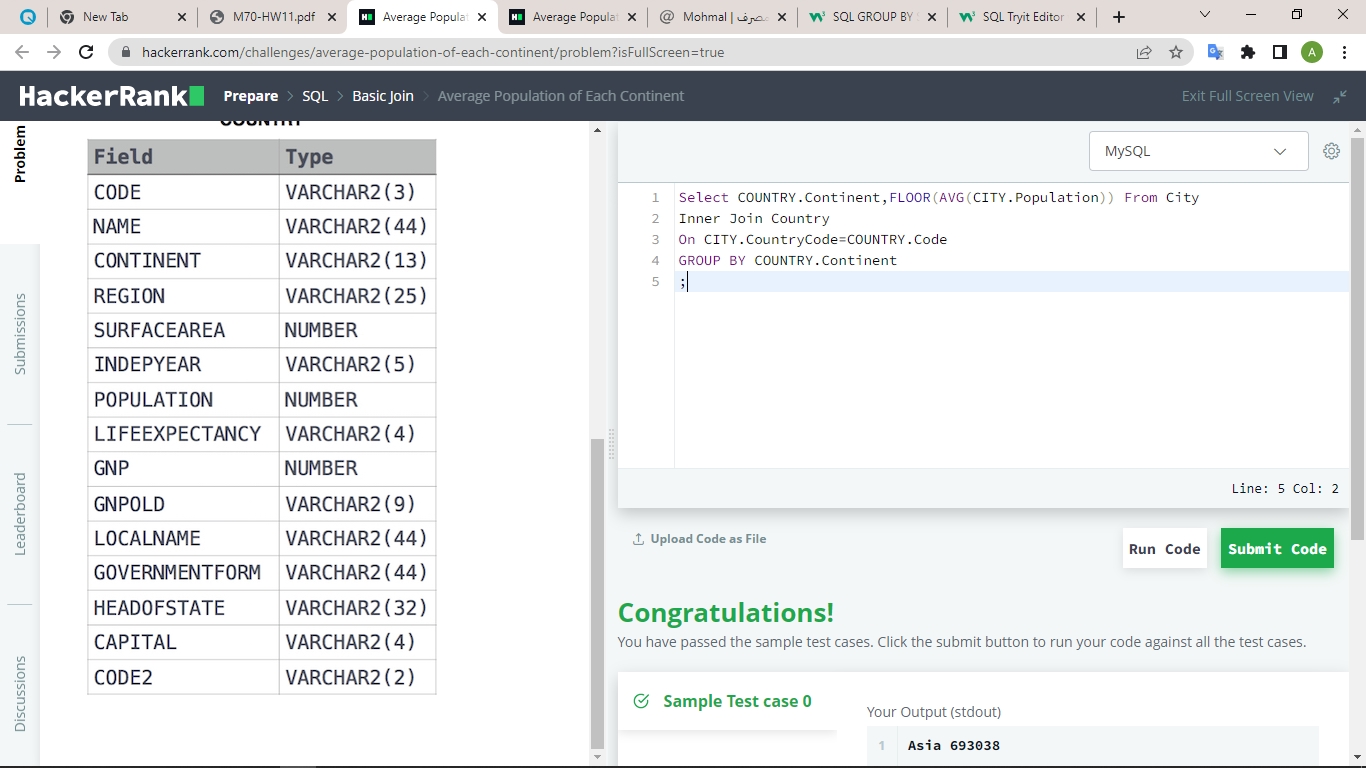 New Tab
M70-HW11.pdf
Average Populat
Average Populat
Mohmal | مصرف
SQL GROUP BY S
SQL Tryit Editor
hackerrank.com/challenges/average-population-of-each-continent/problem?isFullScreen=true
A
HackerRank
Prepare > SQL > Basic Join > Average Population of Each Continent
Exit Full Screen View
Problem
Submissions
Leaderboard
Discussions
COUNTRY
Field Type
CODE VARCHAR2(3)
NAME VARCHAR2(44)
CONTINENT VARCHAR2(13)
REGION VARCHAR2(25)
SURFACEAREA NUMBER
INDEPYEAR VARCHAR2(5)
POPULATION NUMBER
LIFEEXPECTANCY VARCHAR2(4)
GNP NUMBER
GNPOLD VARCHAR2(9)
LOCALNAME VARCHAR2(44)
GOVERNMENTFORM VARCHAR2(44)
HEADOFSTATE VARCHAR2(32)
CAPITAL VARCHAR2(4)
CODE2 VARCHAR2(2)
MySQL
1 Select COUNTRY.Continent,FLOOR(AVG(CITY.Population)) From City
2 Inner Join Country
3 On CITY.CountryCode=COUNTRY.Code
4 GROUP BY COUNTRY.Continent
5 ;
Line: 5 Col: 2
Upload Code as File
Run Code
Submit Code
Congratulations!
You have passed the sample test cases. Click the submit button to run your code against all the test cases.
Sample Test case 0
Your Output (stdout)
1 Asia 693038